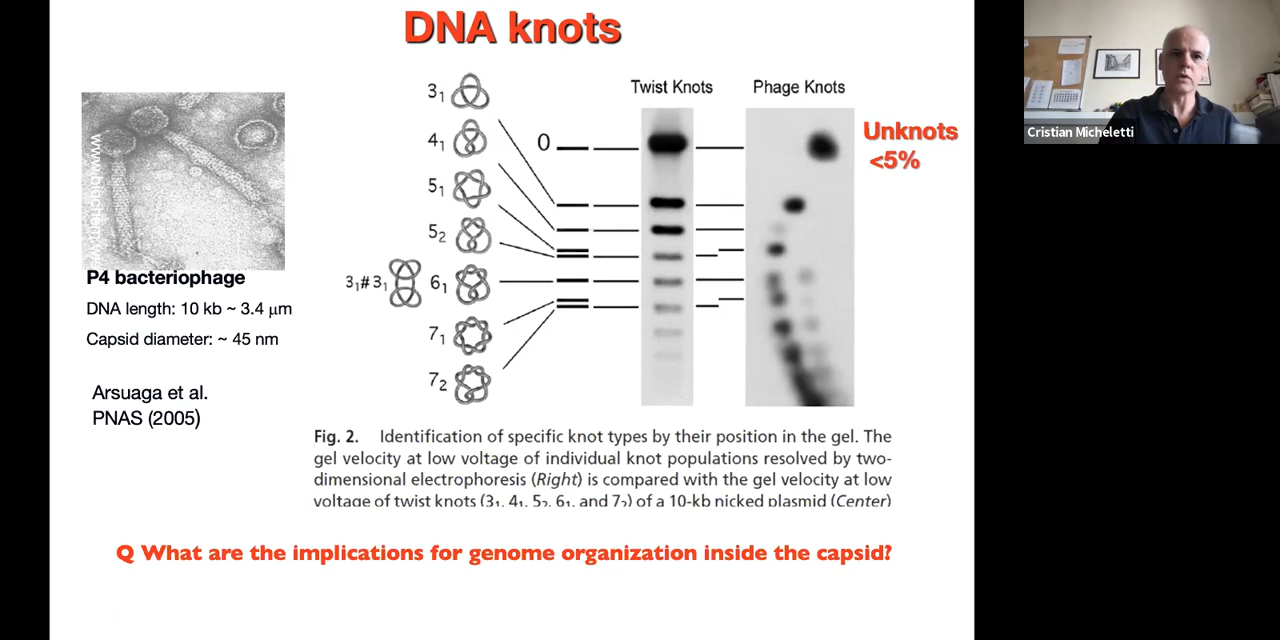 DNA knots
P4 bacteriophage
DNA length: 10 kb ~ 3.4 μm
Capsid diameter: ~ 45 nm
Arsuaga et al.
PNAS (2005)
3₁
4₁
5₁
5₂
3₁#3₁ 6₁
7₁
7₂
0
Twist Knots Phage Knots
Unknots
<5%
Fig. 2. Identification of specific knot types by their position in the gel. The
gel velocity at low voltage of individual knot populations resolved by two-
dimensional electrophoresis (Right) is compared with the gel velocity at low
voltage of twist knots (3₁, 4₁, 5₂, 6₁, and 7₂) of a 10-kb nicked plasmid (Center)
Q What are the implications for genome organization inside the capsid?
Cristian Micheletti